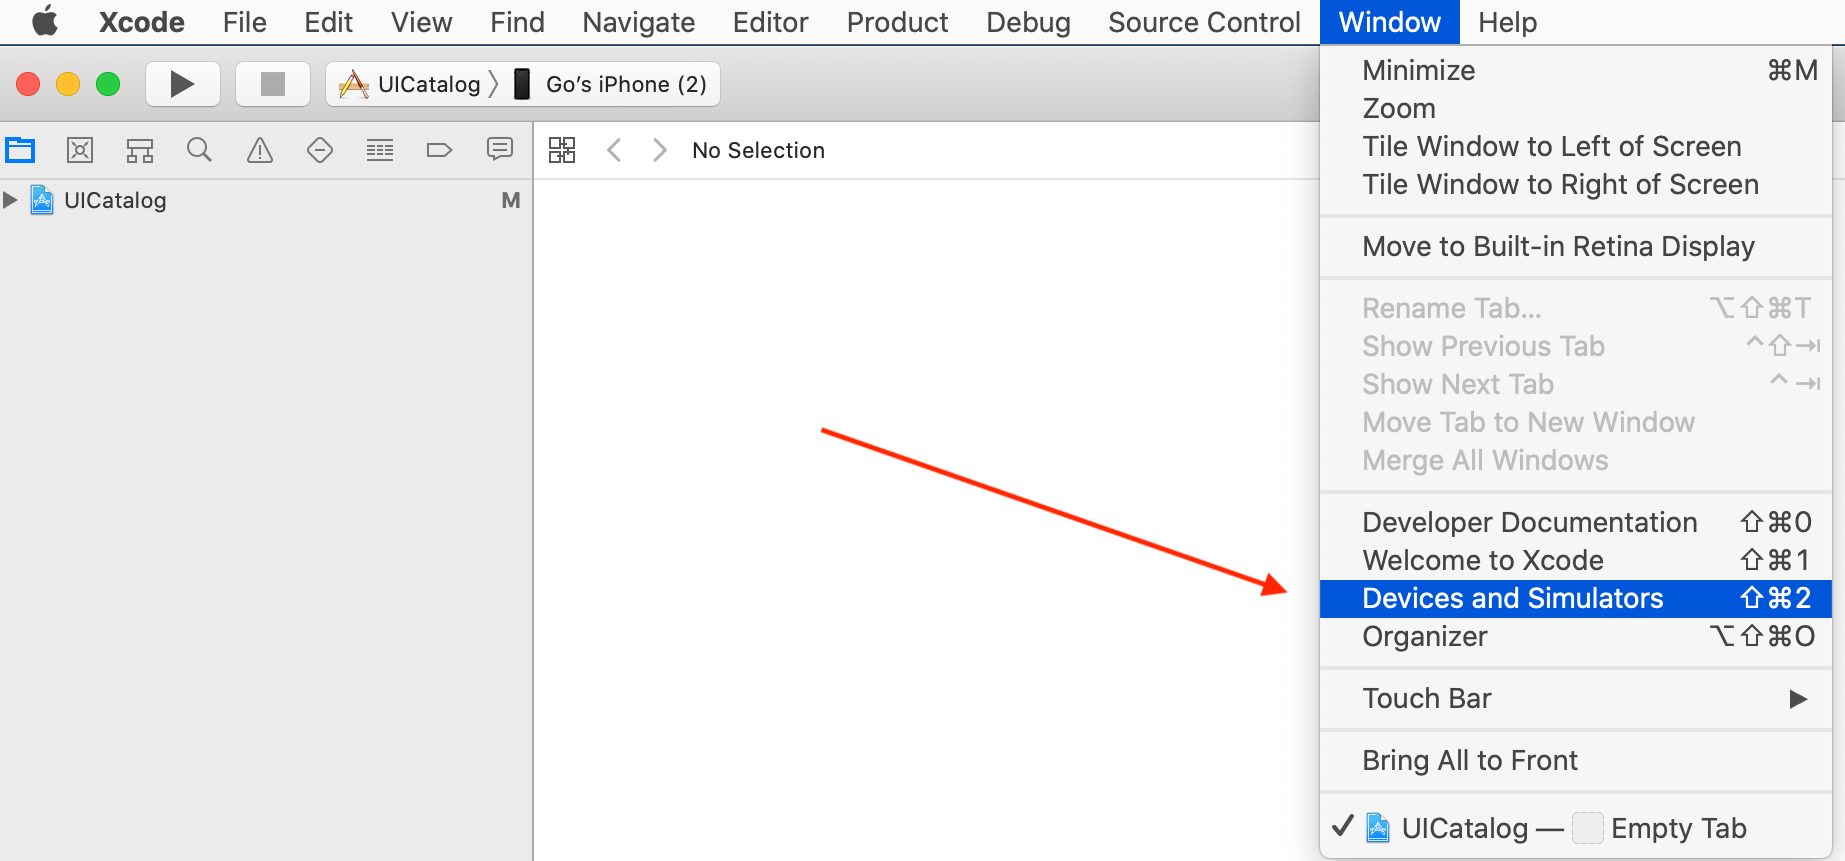 Xcode File Edit View Find Navigate Editor Product Debug Source Control Window Help
UICatalog Go’s iPhone (2)
No Selection
UICatalog M
Minimize ⌘M
Zoom
Tile Window to Left of Screen
Tile Window to Right of Screen
Move to Built-in Retina Display
Rename Tab... ⌥⇧⌘T
Show Previous Tab ^⇧⇥
Show Next Tab ^⇥
Move Tab to New Window
Merge All Windows
Developer Documentation ⇧⌘0
Welcome to Xcode ⇧⌘1
Devices and Simulators ⇧⌘2
Organizer ⌥⇧⌘O
Touch Bar ▶
Bring All to Front
✓ UICatalog — Empty Tab